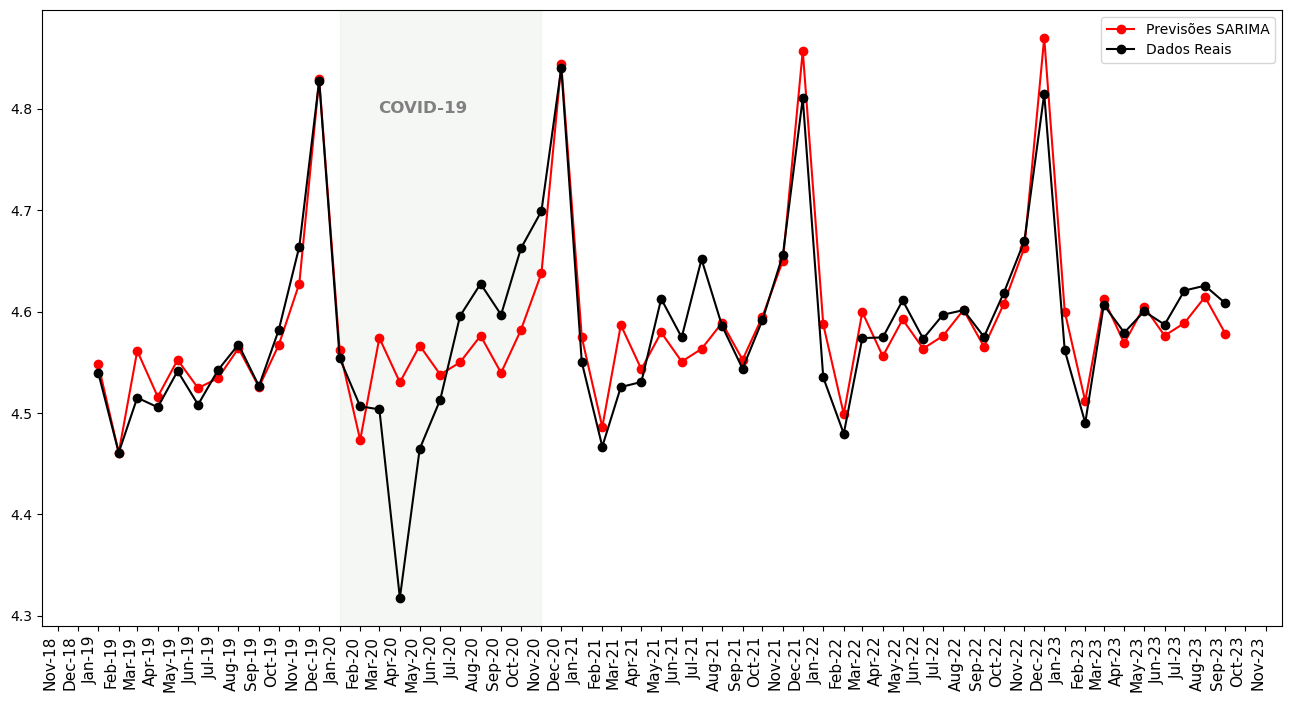 Previsões SARIMA
Dados Reais
COVID-19
4.8
4.7
4.6
4.5
4.4
4.3
Nov-18
Dec-18
Jan-19
Feb-19
Mar-19
Apr-19
May-19
Jun-19
Jul-19
Aug-19
Sep-19
Oct-19
Nov-19
Dec-19
Jan-20
Feb-20
Mar-20
Apr-20
May-20
Jun-20
Jul-20
Aug-20
Sep-20
Oct-20
Nov-20
Dec-20
Jan-21
Feb-21
Mar-21
Apr-21
May-21
Jun-21
Jul-21
Aug-21
Sep-21
Oct-21
Nov-21
Dec-21
Jan-22
Feb-22
Mar-22
Apr-22
May-22
Jun-22
Jul-22
Aug-22
Sep-22
Oct-22
Nov-22
Dec-22
Jan-23
Feb-23
Mar-23
Apr-23
May-23
Jun-23
Jul-23
Aug-23
Sep-23
Oct-23
Nov-23